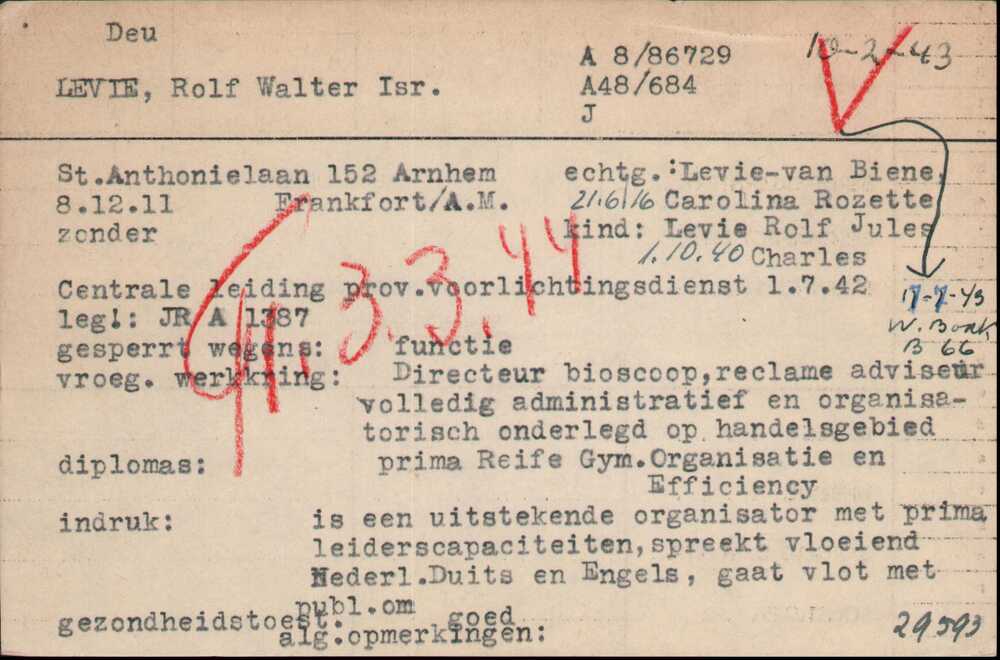 Deu
A 8/86729
10-2-43
LEVIE, Rolf Walter Isr.
A48/684
J
St.Anthonielaan 152 Arnhem
echtg.:Levie-van Biene,
8.12.11 Frankfort/A.M.
21.6/16 Carolina Rozette
zonder
kind: Levie Rolf Jules
1.10.40 Charles
Centrale leiding prov.voorlichtingsdienst 1.7.42
17-7-43
leg!: JR A 1387
W.
gesperrt wegens: functie
B 66
3.3.44
vroeg. werkkring: Directeur bioscoop,reclame adviseur
volledig administratief en organisa-
torisch onderlegd op handelsgebied
diplomas: prima Reife Gym.Organisatie en
Efficiency
indruk: is een uitstekende organisator met prima
leiderscapaciteiten,spreekt vloeiend
Nederl.Duits en Engels, gaat vlot met
publ.om
gezondheidstoest: goed
alg.opmerkingen:
29593